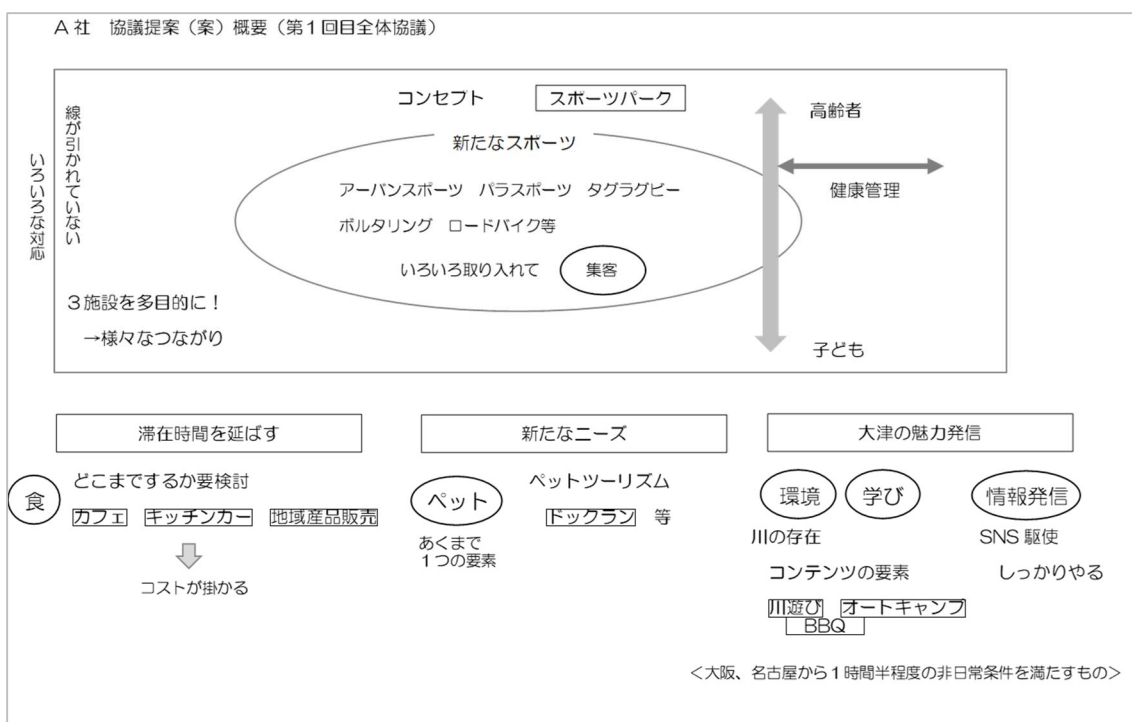 A社 協議提案（案）概要（第１回目全体協議）
コンセプト スポーツパーク
新たなスポーツ
アーバンスポーツ パラスポーツ タグラグビー
ボルタリング ロードバイク等
いろいろ取り入れて 集客
高齢者
健康管理
子ども
線が引かれていない
いろいろな対応
３施設を多目的に！
→様々なつながり
滞在時間を延ばす
食
どこまでするか要検討
カフェ キッチンカー 地域産品販売
コストが掛かる
新たなニーズ
ペット
ペットツーリズム
ドックラン 等
あくまで
１つの要素
大津の魅力発信
環境 学び 情報発信
川の存在 SNS 駆使
コンテンツの要素 しっかりやる
川遊び オートキャンプ
BBQ
＜大阪、名古屋から１時間半程度の非日常条件を満たすもの＞